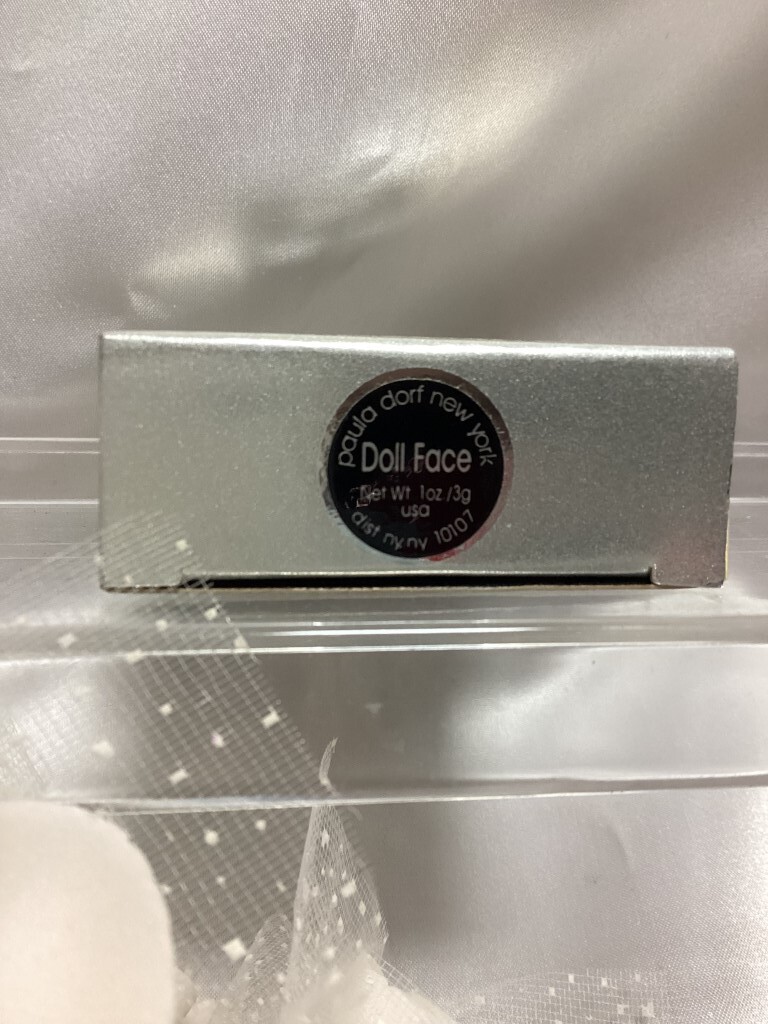 paula dorf new york
Doll Face
Net Wt 1oz/3g
usa
dist ny,ny 10107